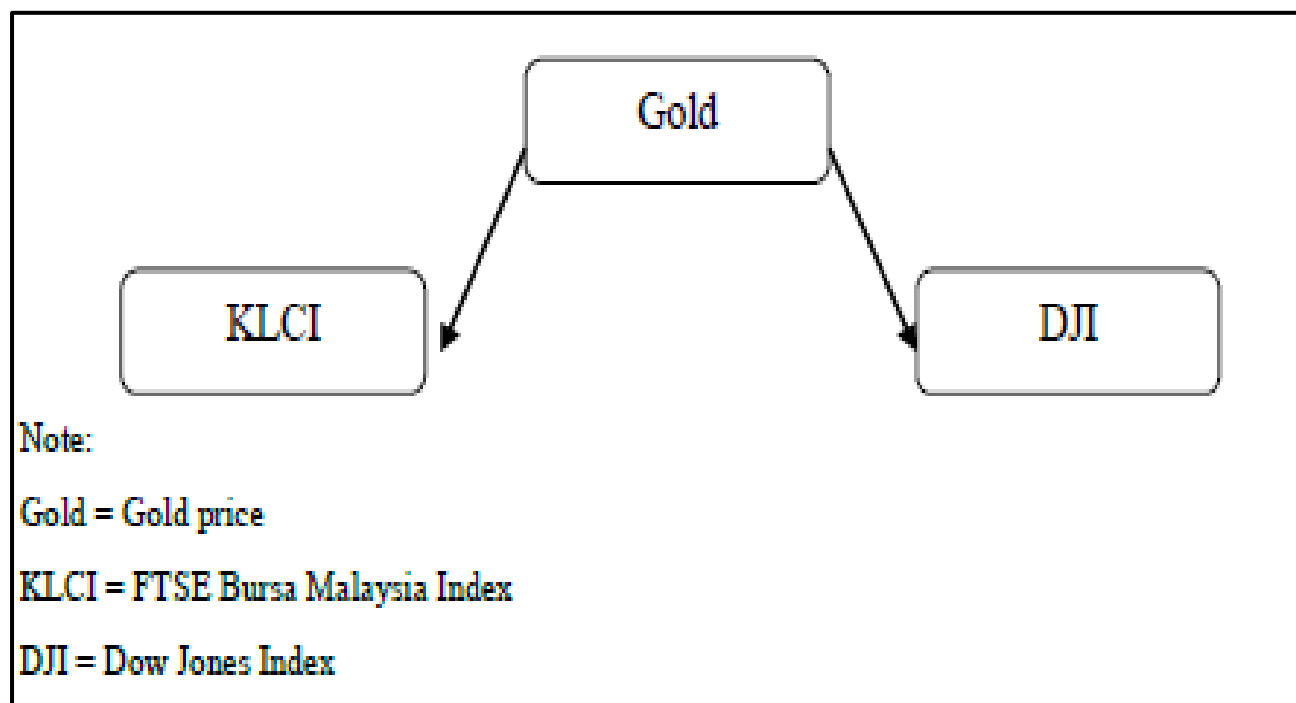 Gold
KLCI
DJI
Note:
Gold = Gold price
KLCI = FTSE Bursa Malaysia Index
DJI = Dow Jones Index